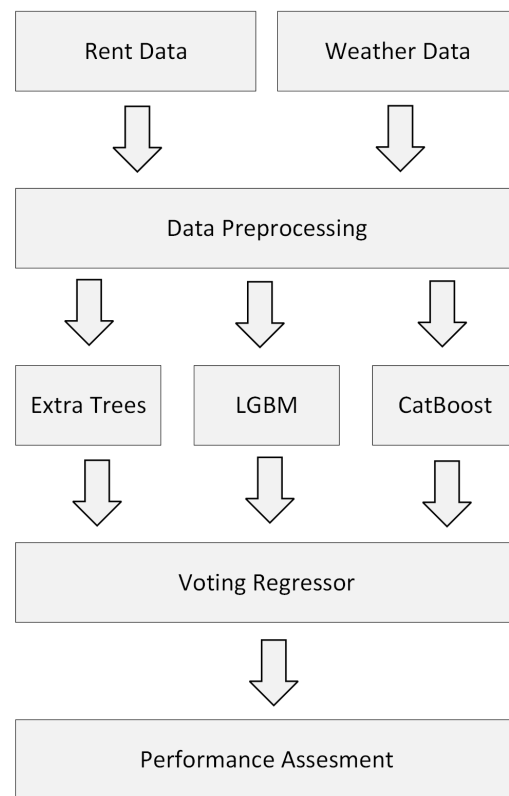 Rent Data
Weather Data
Data Preprocessing
Extra Trees
LGBM
CatBoost
Voting Regressor
Performance Assesment